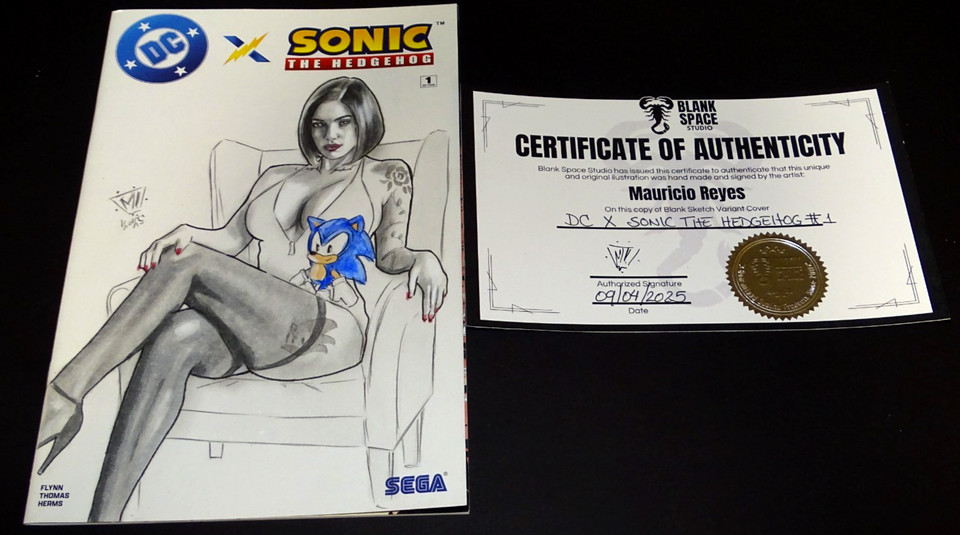 DC
X
SONIC
THE HEDGEHOG
TM
1
FLYNN
THOMAS
HERMS
SEGA
BLANK
SPACE
STUDIO
CERTIFICATE OF AUTHENTICITY
Blank Space Studio has issued this certificate to authenticate that this unique
and original ilustration was hand made and signed by the artist:
Mauricio Reyes
On this copy of Blank Sketch Variant Cover
DC X SONIC THE HEDGEHOG #1
Authorized Signature
09/04/2025
Date